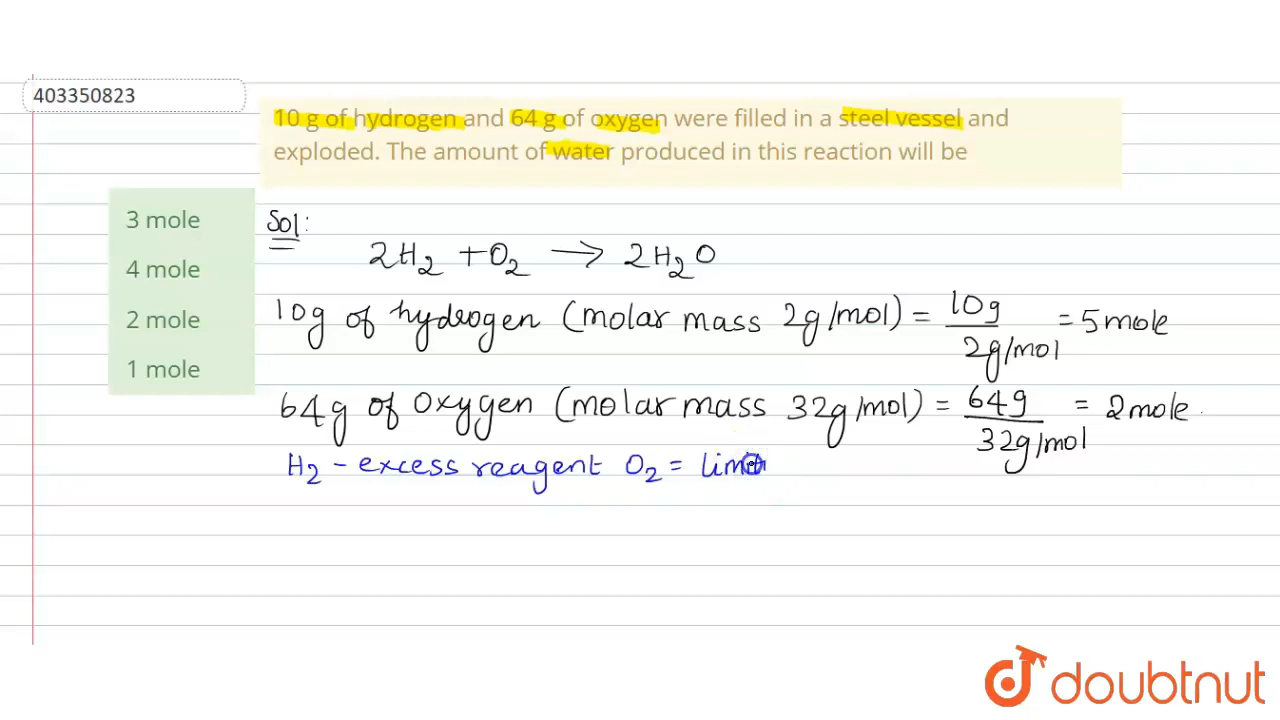 403350823
10 g of hydrogen and 64 g of oxygen were filled in a steel vessel and
exploded. The amount of water produced in this reaction will be
3 mole
4 mole
2 mole
1 mole
Sol:
2H₂ + O₂ → 2H₂O
10g of hydrogen (molar mass 2g/mol) = 10g / 2g/mol = 5 mole
64g of oxygen (molar mass 32g/mol) = 64g / 32g/mol = 2 mole.
H₂ - excess reagent O₂ = limit
doubtnut